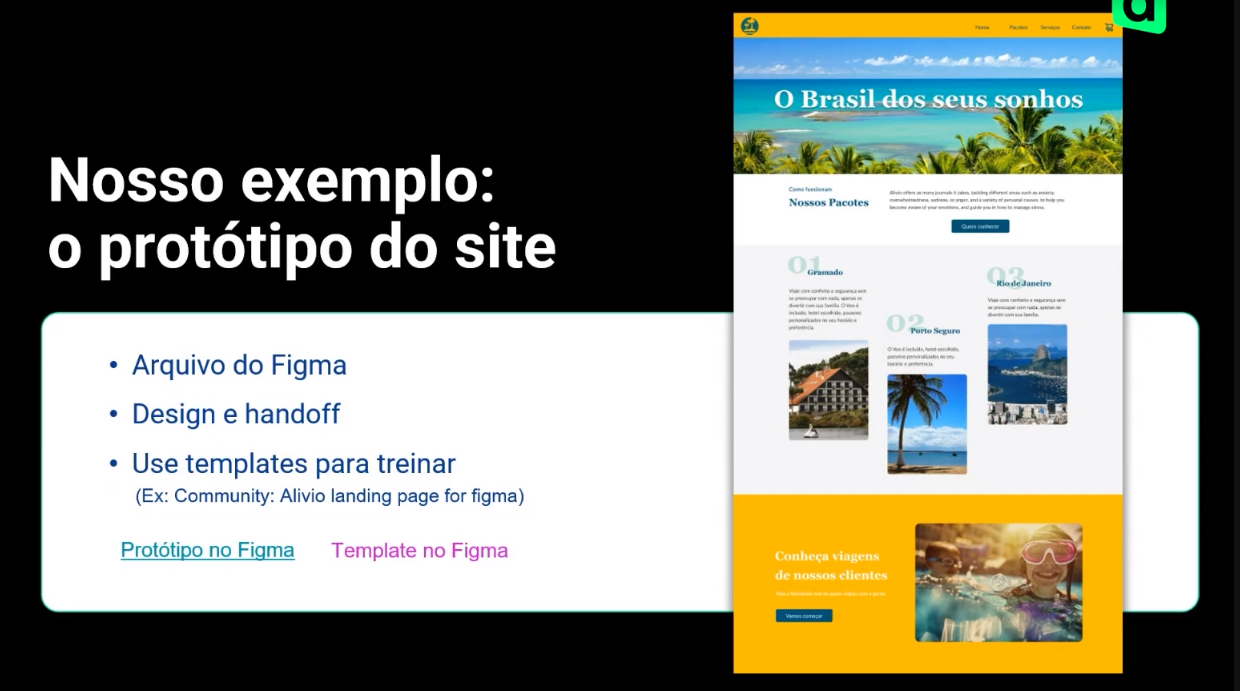 Nosso exemplo:
o protótipo do site
• Arquivo do Figma
• Design e handoff
• Use templates para treinar
(Ex: Community: Alivio landing page for figma)
Protótipo no Figma
Template no Figma
a
Home
Pacotes
Serviços
Contato
O Brasil dos seus sonhos
Como funcionam
Nossos Pacotes
Alivio offers as many journals it takes, tackling different areas such as anxiety,
overwhelmedness, sadness, or anger, and a variety of personal causes, to help you
become aware of your emotions, and guide you in how to manage stress.
Quero conhecer
01
Gramado
Viaje com conforto e segurança sem
se preocupar com nada, apenas se
divertir com sua família. O Voo é
incluído, hotel escolhido, passeios
personalizados no seu horário e
preferência.
02
Porto Seguro
O Voo é incluído, hotel escolhido,
passeios personalizados no seu
horário e preferência.
03
Rio de Janeiro
Viaje com conforto e segurança sem
se preocupar com nada, apenas se
divertir com sua família.
Conheça viagens
de nossos clientes
Vamos começar